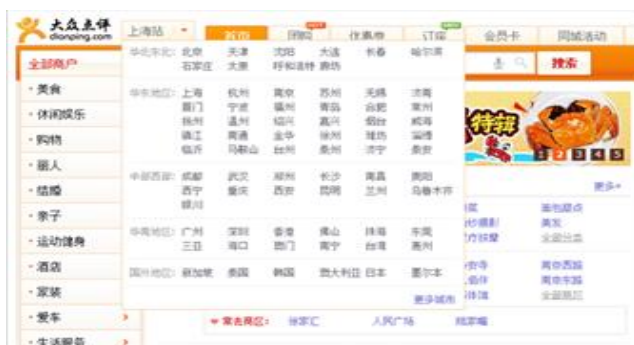 大众点评
dianping.com
上海站
首页
团购
优惠券
订座
会员卡
同城活动
全部商户
搜索
· 美食
· 休闲娱乐
· 购物
· 丽人
· 结婚
· 亲子
· 运动健身
· 酒店
· 家装
· 爱车
· 生活服务
华北东北: 北京 天津 沈阳 大连 长春 哈尔滨
石家庄 太原 呼和浩特 廊坊
华东地区: 上海 杭州 南京 苏州 无锡 济南
厦门 宁波 福州 青岛 合肥 常州
扬州 温州 绍兴 嘉兴 烟台 威海
镇江 南通 金华 徐州 潍坊 淄博
临沂 马鞍山 台州 泉州 济宁 泰安
中部西部: 成都 武汉 郑州 长沙 南昌 贵阳
西宁 重庆 西安 昆明 兰州 乌鲁木齐
银川
华南地区: 广州 深圳 香港 佛山 珠海 东莞
三亚 海口 澳门 南宁 台湾 惠州
国外地区: 新加坡 泰国 韩国 澳大利亚 日本 墨尔本
更多城市
特辑
1 2 3 4 5
更多»
面包甜点
美发
全部分类
南京西路
南京东路
全部商区
常去商区: 徐家汇 人民广场 陆家嘴